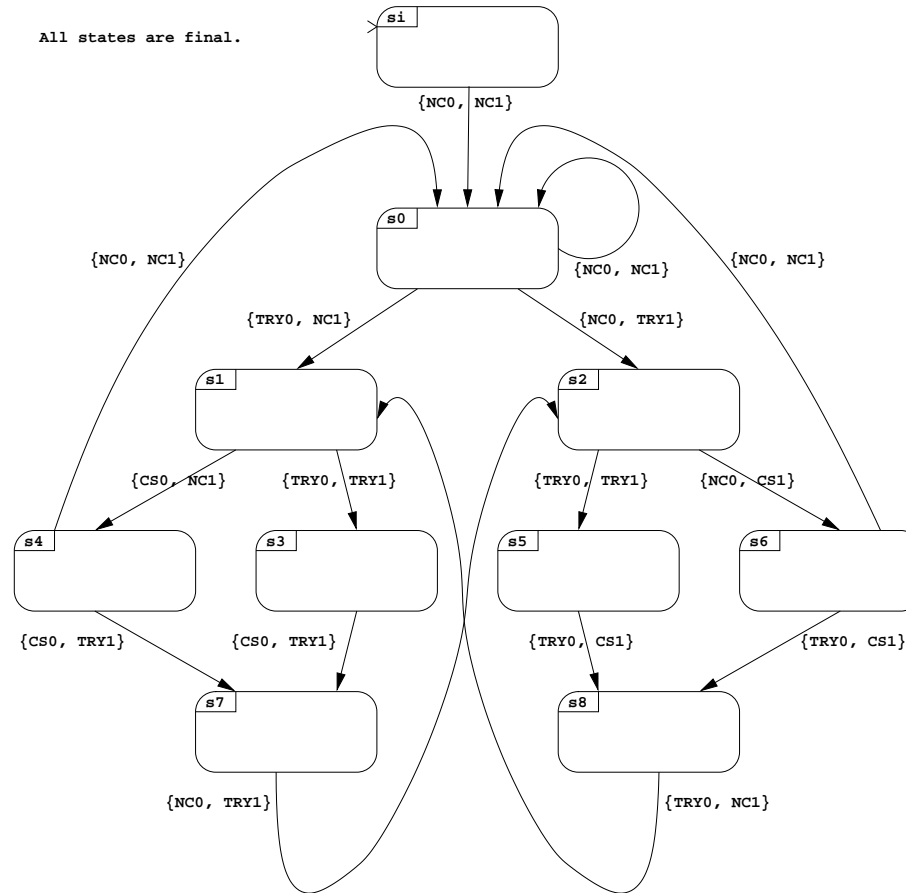 si
All states are final.
{NC0, NC1}
s0
{NC0, NC1}
{NC0, NC1}
{NC0, NC1}
{TRY0, NC1}
{NC0, TRY1}
s1
s2
{CS0, NC1}
{TRY0, TRY1}
{TRY0, TRY1}
{NC0, CS1}
s4
s3
s5
s6
{CS0, TRY1}
{CS0, TRY1}
{TRY0, CS1}
{TRY0, CS1}
s7
s8
{NC0, TRY1}
{TRY0, NC1}